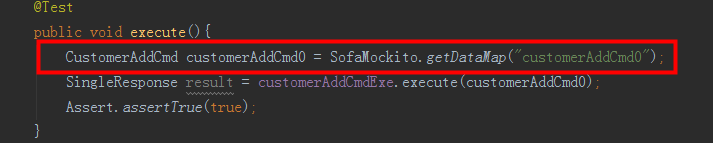 @Test
public void execute(){
CustomerAddCmd customerAddCmd0 = SofaMockito.getDataMap("customerAddCmd0");
SingleResponse result = customerAddCmdExe.execute(customerAddCmd0);
Assert.assertTrue(true);
}